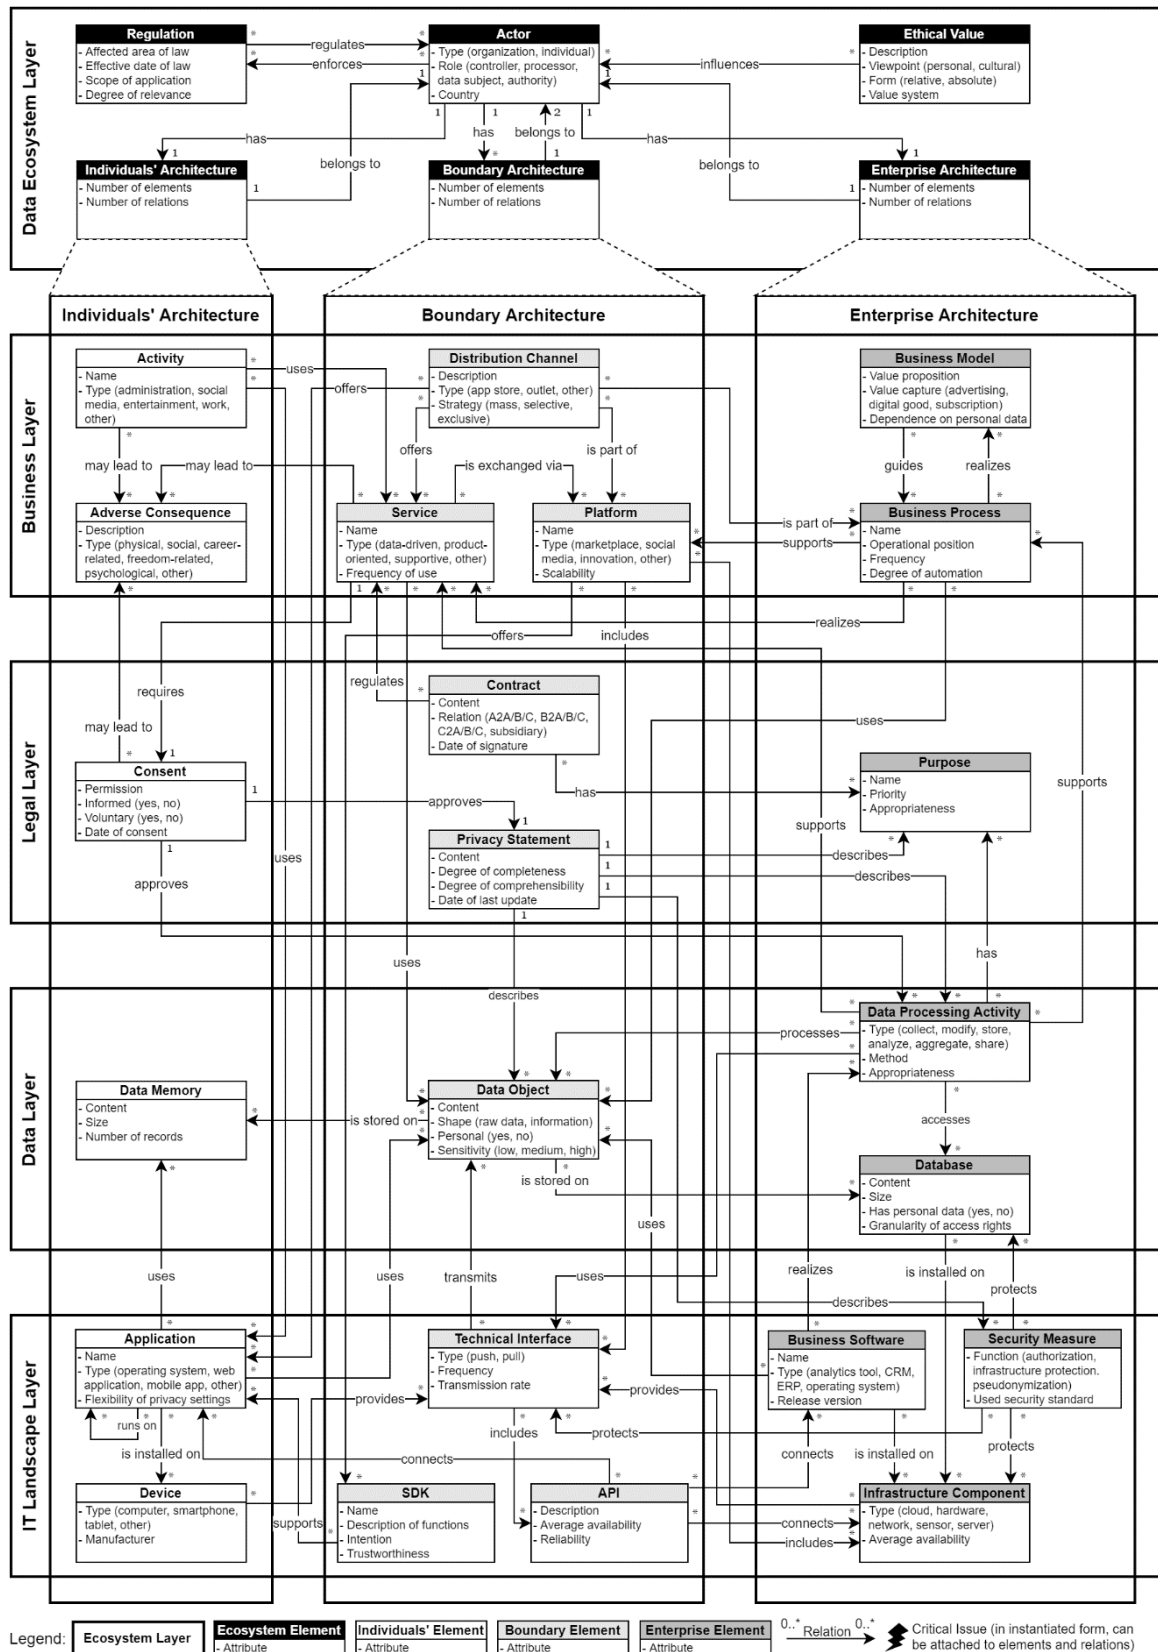 Data Ecosystem Layer
Regulation
- Affected area of law
- Effective date of law
- Scope of application
- Degree of relevance
* regulates *
* enforces *
Actor
- Type (organization, individual)
- Role (controller, processor,
data subject, authority)
- Country
* influences *
Ethical Value
- Description
- Viewpoint (personal, cultural)
- Form (relative, absolute)
- Value system
1 has 1
1 belongs to 1
1 has *
2 belongs to 1
1 has 1
1 belongs to 1
Individuals' Architecture
- Number of elements
- Number of relations
Boundary Architecture
- Number of elements
- Number of relations
Enterprise Architecture
- Number of elements
- Number of relations
Individuals' Architecture
Boundary Architecture
Enterprise Architecture
Business Layer
Activity
- Name
- Type (administration, social
media, entertainment, work,
other)
* uses *
offers
Distribution Channel
- Description
- Type (app store, outlet, other)
- Strategy (mass, selective,
exclusive)
Business Model
- Value proposition
- Value capture (advertising,
digital good, subscription)
- Dependence on personal data
may lead to
may lead to
offers
is exchanged via
is part of
guides
realizes
Adverse Consequence
- Description
- Type (physical, social, career-
related, freedom-related,
psychological, other)
Service
- Name
- Type (data-driven, product-
oriented, supportive, other)
- Frequency of use
Platform
- Name
- Type (marketplace, social
media, innovation, other)
- Scalability
is part of
supports
Business Process
- Name
- Operational position
- Frequency
- Degree of automation
offers
includes
realizes
Legal Layer
requires
may lead to
regulates
Contract
- Content
- Relation (A2A/B/C, B2A/B/C,
C2A/B/C, subsidiary)
- Date of signature
uses
has
supports
supports
Purpose
- Name
- Priority
- Appropriateness
Consent
- Permission
- Informed (yes, no)
- Voluntary (yes, no)
- Date of consent
1 approves 1
approves
uses
Privacy Statement
- Content
- Degree of completeness
- Degree of comprehensibility
- Date of last update
1 describes *
1 describes *
has
Data Layer
uses
describes
processes
Data Processing Activity
- Type (collect, modify, store,
analyze, aggregate, share)
- Method
- Appropriateness
Data Memory
- Content
- Size
- Number of records
is stored on
Data Object
- Content
- Shape (raw data, information)
- Personal (yes, no)
- Sensitivity (low, medium, high)
is stored on
accesses
Database
- Content
- Size
- Has personal data (yes, no)
- Granularity of access rights
uses
uses
transmits
uses
uses
realizes
is installed on
protects
describes
IT Landscape Layer
Application
- Name
- Type (operating system, web
application, mobile app, other)
- Flexibility of privacy settings
runs on
is installed on
provides
Technical Interface
- Type (push, pull)
- Frequency
- Transmission rate
includes
provides
protects
connects
Business Software
- Name
- Type (analytics tool, CRM,
ERP, operating system)
- Release version
Security Measure
- Function (authorization,
infrastructure protection.
pseudonymization)
- Used security standard
connects
is installed on
protects
Device
- Type (computer, smartphone,
tablet, other)
- Manufacturer
supports
SDK
- Name
- Description of functions
- Intention
- Trustworthiness
API
- Description
- Average availability
- Reliability
connects
includes
Infrastructure Component
- Type (cloud, hardware,
network, sensor, server)
- Average availability
Legend:
Ecosystem Layer
Ecosystem Element
- Attribute
Individuals' Element
- Attribute
Boundary Element
- Attribute
Enterprise Element
- Attribute
0..* Relation 0..*
Critical Issue (in instantiated form, can
be attached to elements and relations)